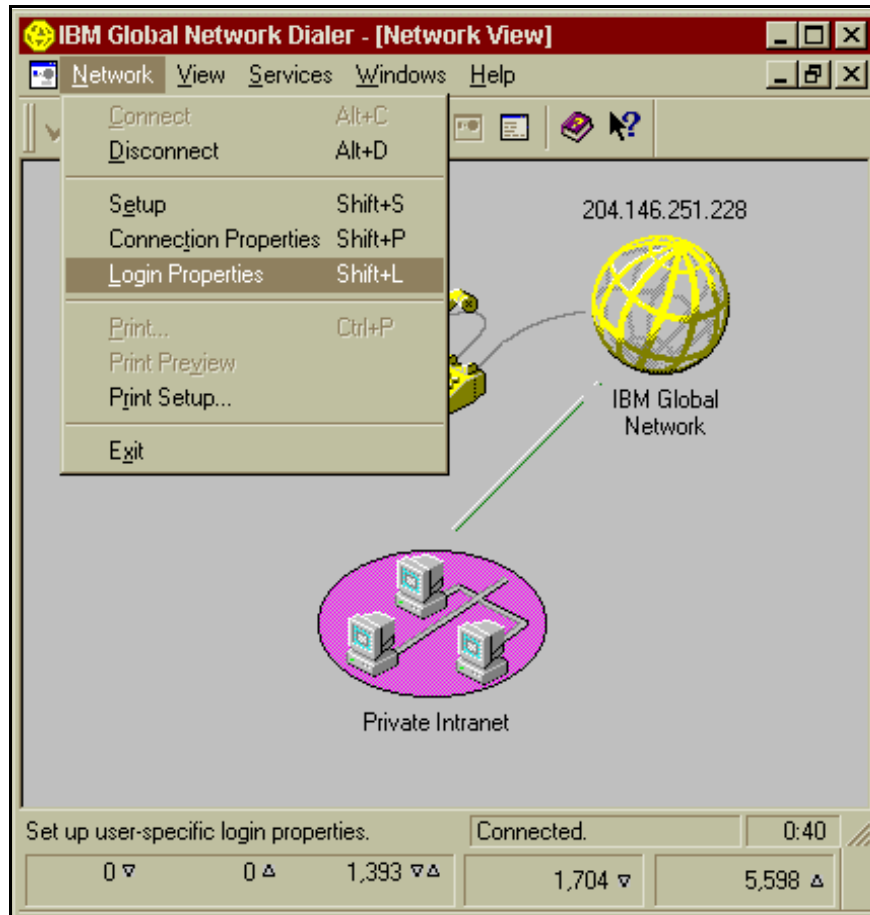 IBM Global Network Dialer - [Network View]
Network View Services Windows Help
Connect Alt+C
Disconnect Alt+D
Setup Shift+S
Connection Properties Shift+P
Login Properties Shift+L
Print... Ctrl+P
Print Preview
Print Setup...
Exit
204.146.251.228
IBM Global
Network
Private Intranet
Set up user-specific login properties. Connected. 0:40
0 0 1,393 1,704 5,598